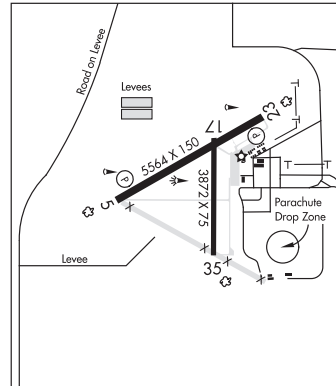 Road on Levee
Levees
23
P
17
5564 X 150
P
5
3872 X 75
Parachute
Drop Zone
Levee
35